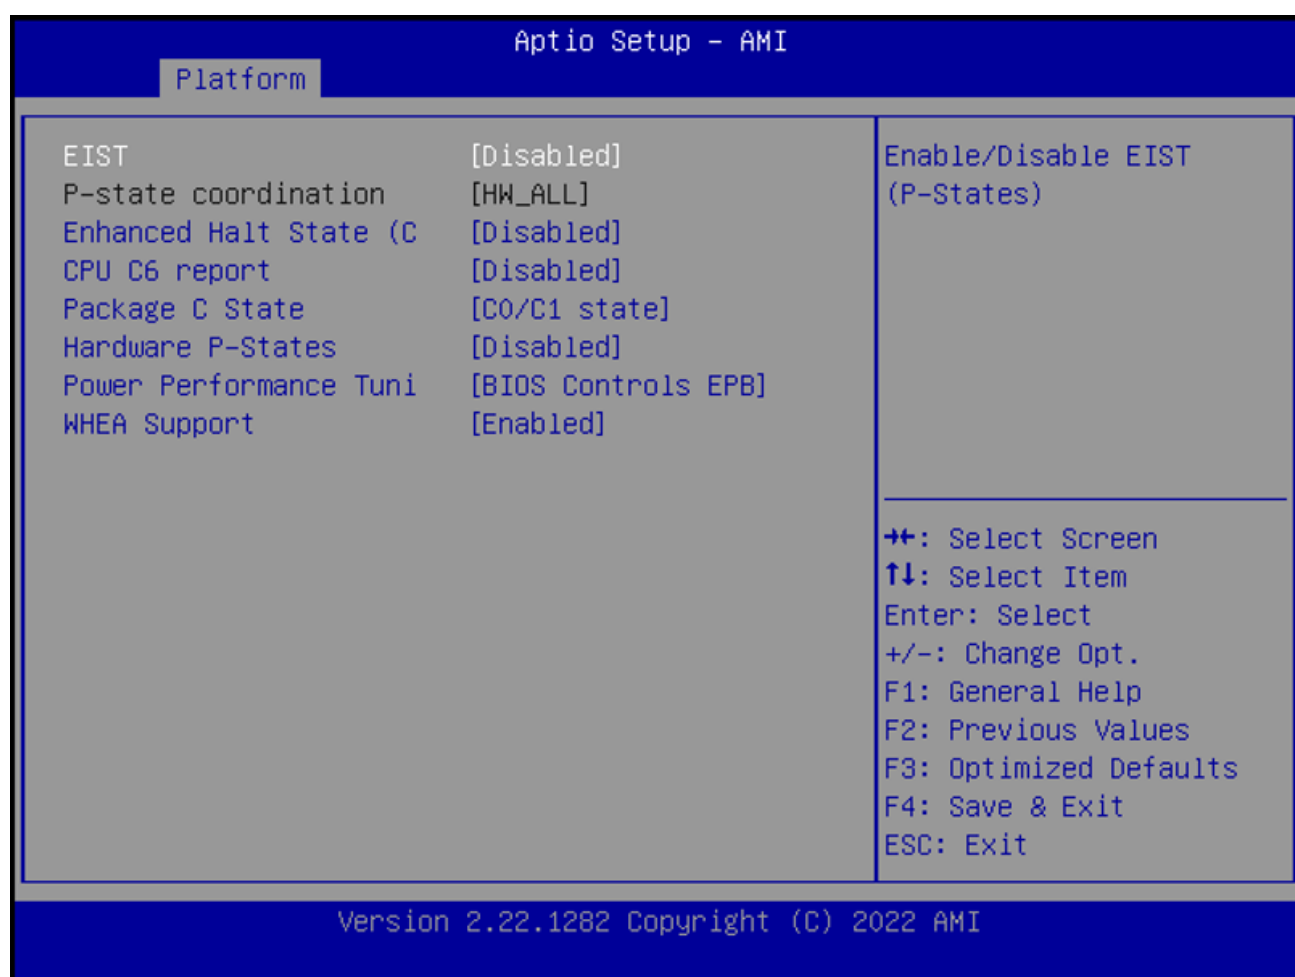 Aptio Setup – AMI
Platform
EIST [Disabled]
P-state coordination [HW_ALL]
Enhanced Halt State (C [Disabled]
CPU C6 report [Disabled]
Package C State [C0/C1 state]
Hardware P-States [Disabled]
Power Performance Tuni [BIOS Controls EPB]
WHEA Support [Enabled]
Enable/Disable EIST
(P-States)
→←: Select Screen
↑↓: Select Item
Enter: Select
+/-: Change Opt.
F1: General Help
F2: Previous Values
F3: Optimized Defaults
F4: Save & Exit
ESC: Exit
Version 2.22.1282 Copyright (C) 2022 AMI